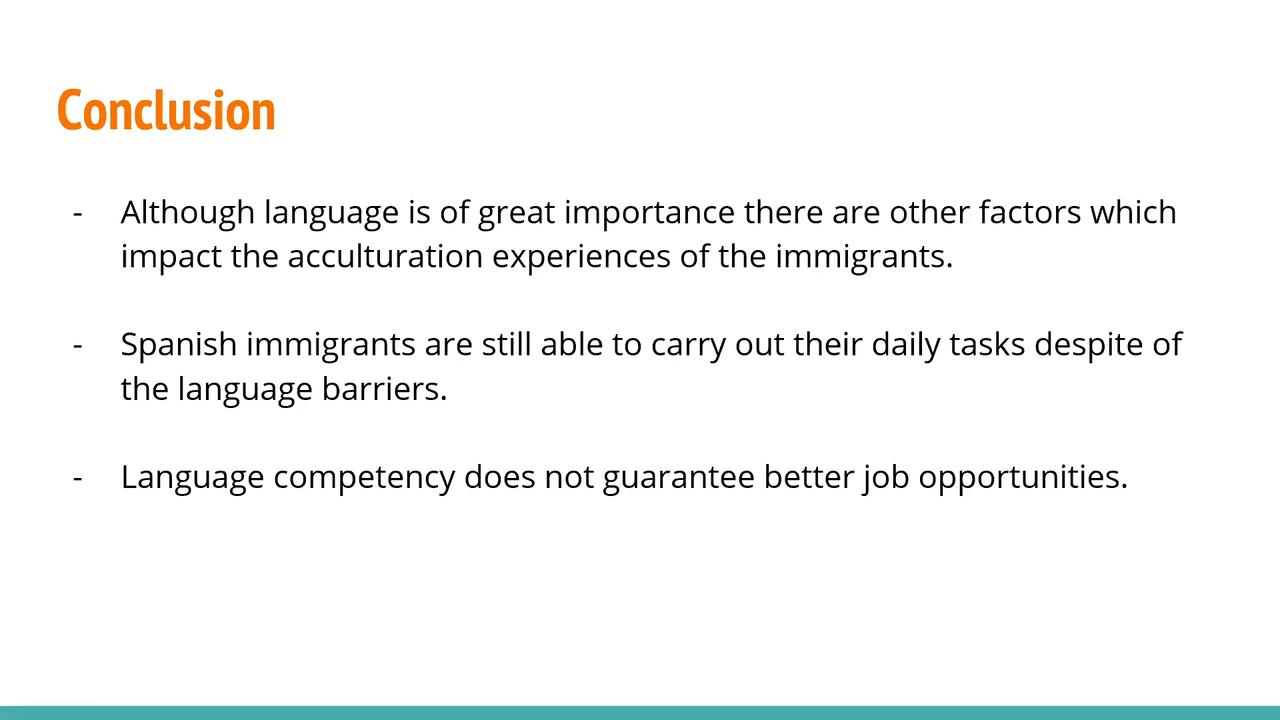 Conclusion
- Although language is of great importance there are other factors which
impact the acculturation experiences of the immigrants.
- Spanish immigrants are still able to carry out their daily tasks despite of
the language barriers.
- Language competency does not guarantee better job opportunities.